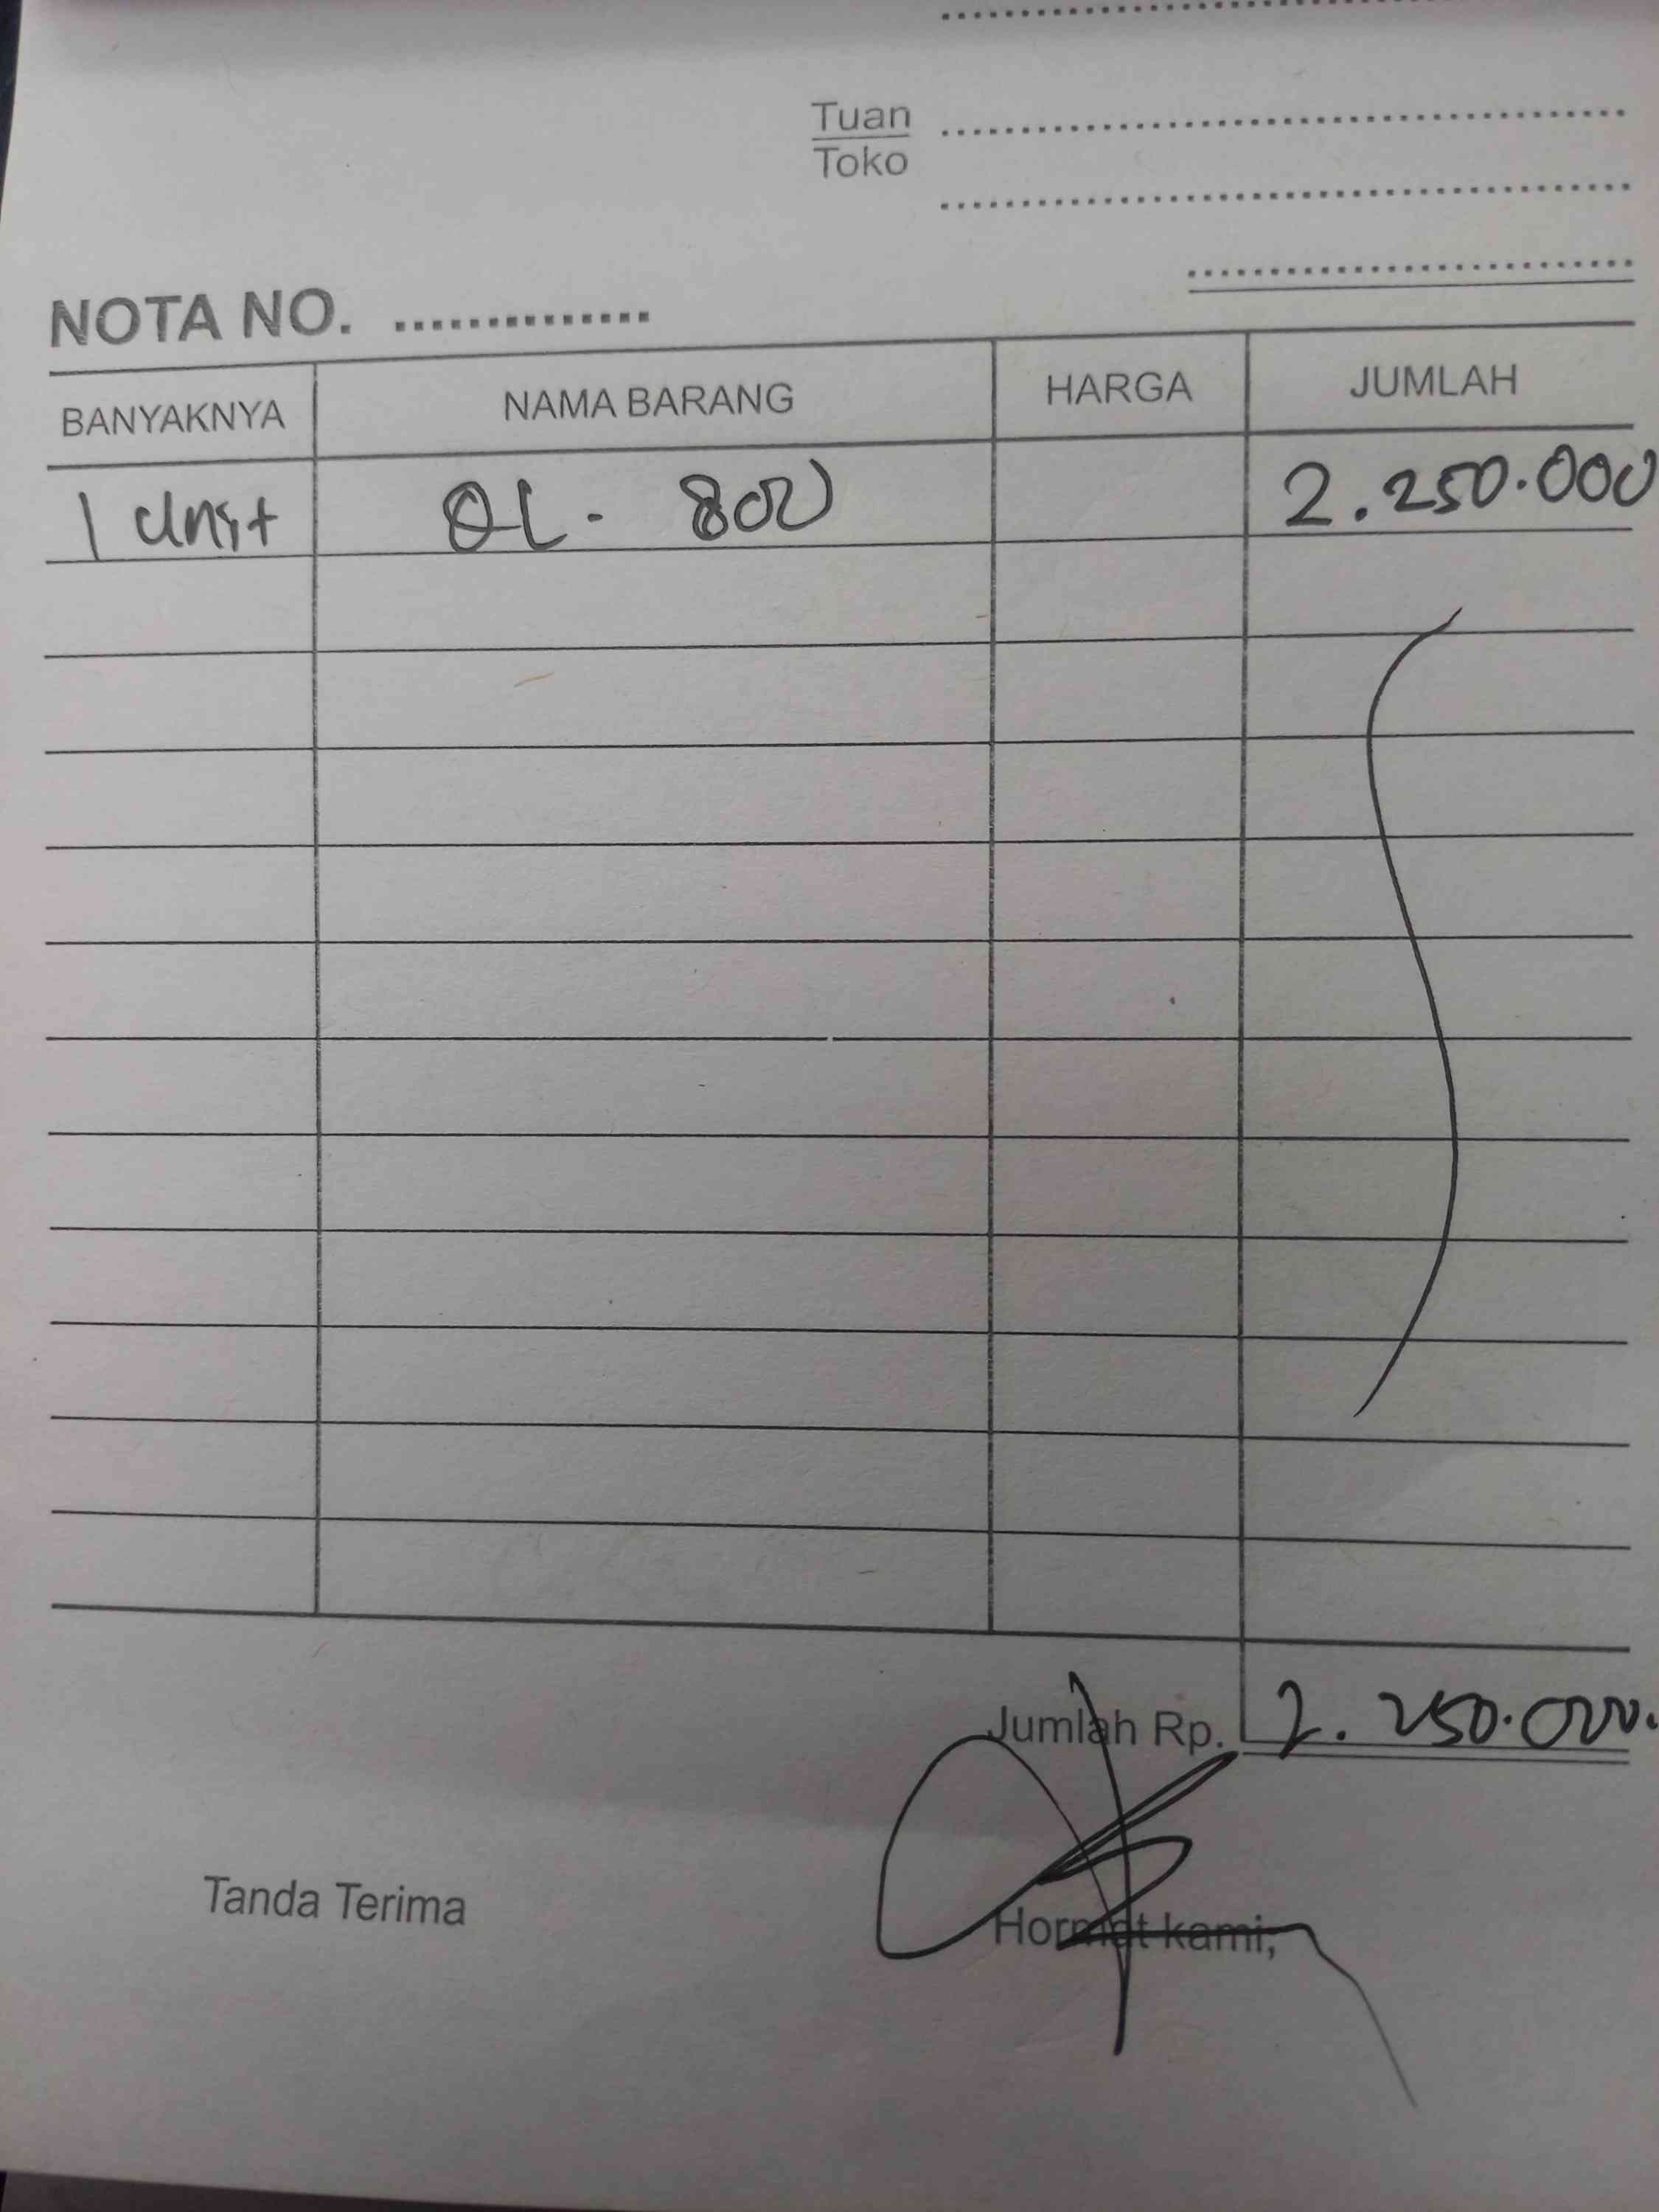 Tuan
Toko
NOTA NO. ..............
BANYAKNYA NAMA BARANG HARGA JUMLAH
1 Unit QL - 800 2.250.000
Jumlah Rp. 2.250.000.
Tanda Terima Hormat kami,